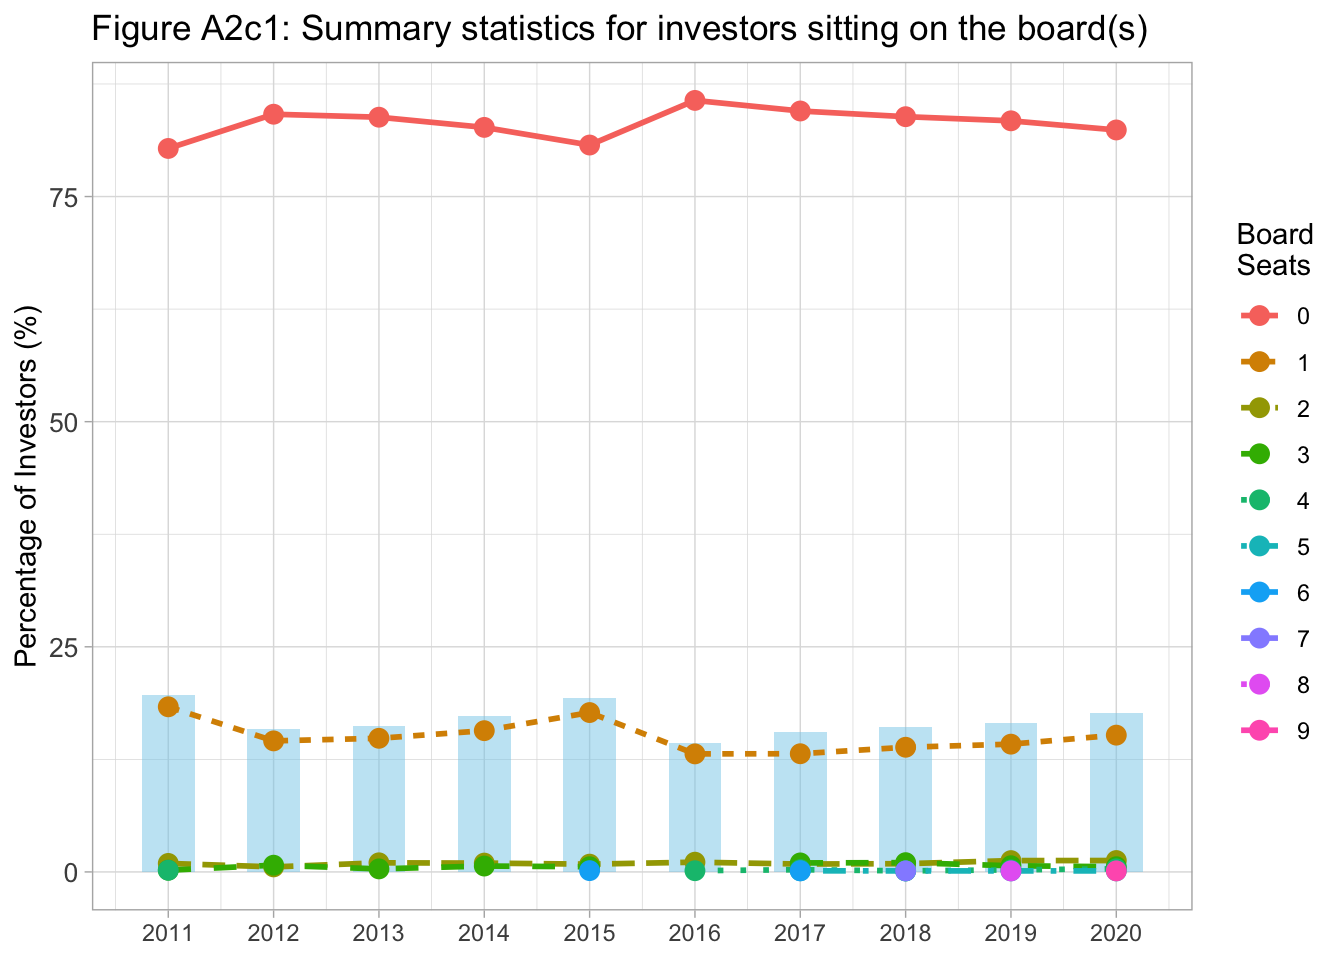 Figure A2c1: Summary statistics for investors sitting on the board(s)
Percentage of Investors (%)
75
50
25
0
2011 2012 2013 2014 2015 2016 2017 2018 2019 2020
Board
Seats
0
1
2
3
4
5
6
7
8
9